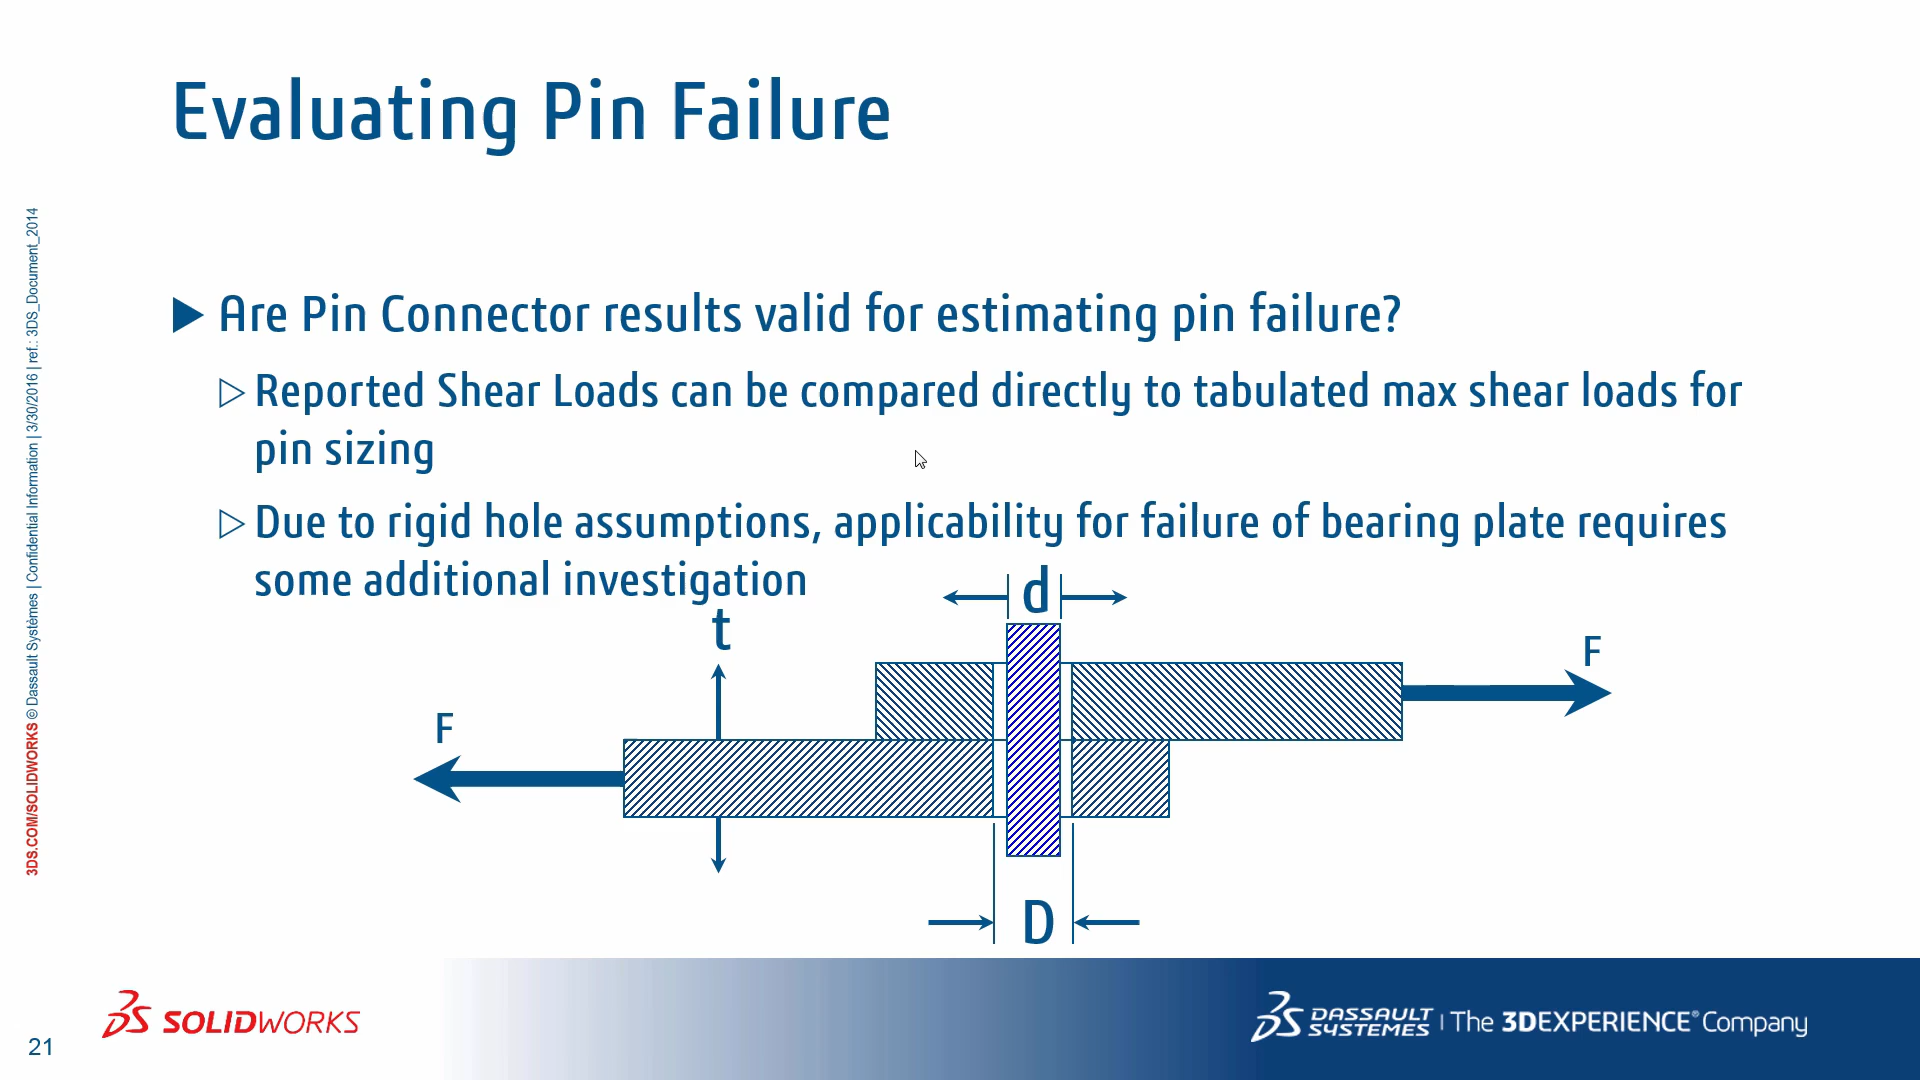 Evaluating Pin Failure
Are Pin Connector results valid for estimating pin failure?
Reported Shear Loads can be compared directly to tabulated max shear loads for
pin sizing
Due to rigid hole assumptions, applicability for failure of bearing plate requires
some additional investigation
d
t
F
F
D
3DS.COM/SOLIDWORKS © Dassault Systèmes | Confidential Information | 3/30/2016 | ref.: 3DS_Document_2014
21
SOLIDWORKS
DASSAULT SYSTEMES | The 3DEXPERIENCE® Company